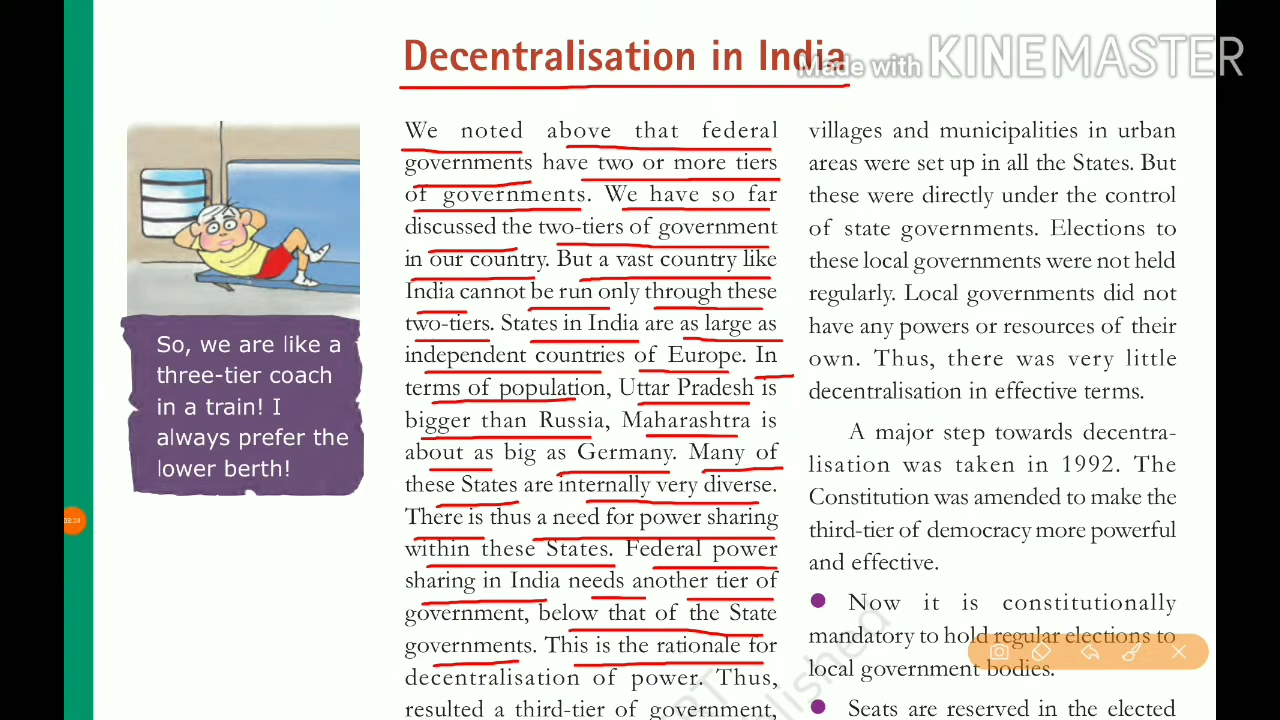 Decentralisation in India
Made with KINEMASTER
So, we are like a
three-tier coach
in a train! I
always prefer the
lower berth!
We noted above that federal
governments have two or more tiers
of governments. We have so far
discussed the two-tiers of government
in our country. But a vast country like
India cannot be run only through these
two-tiers. States in India are as large as
independent countries of Europe. In
terms of population, Uttar Pradesh is
bigger than Russia, Maharashtra is
about as big as Germany. Many of
these States are internally very diverse.
There is thus a need for power sharing
within these States. Federal power
sharing in India needs another tier of
government, below that of the State
governments. This is the rationale for
decentralisation of power. Thus,
resulted a third-tier of government,
villages and municipalities in urban
areas were set up in all the States. But
these were directly under the control
of state governments. Elections to
these local governments were not held
regularly. Local governments did not
have any powers or resources of their
own. Thus, there was very little
decentralisation in effective terms.
A major step towards decentra-
lisation was taken in 1992. The
Constitution was amended to make the
third-tier of democracy more powerful
and effective.
● Now it is constitutionally
mandatory to hold regular elections to
local government bodies.
● Seats are reserved in the elected
03:24